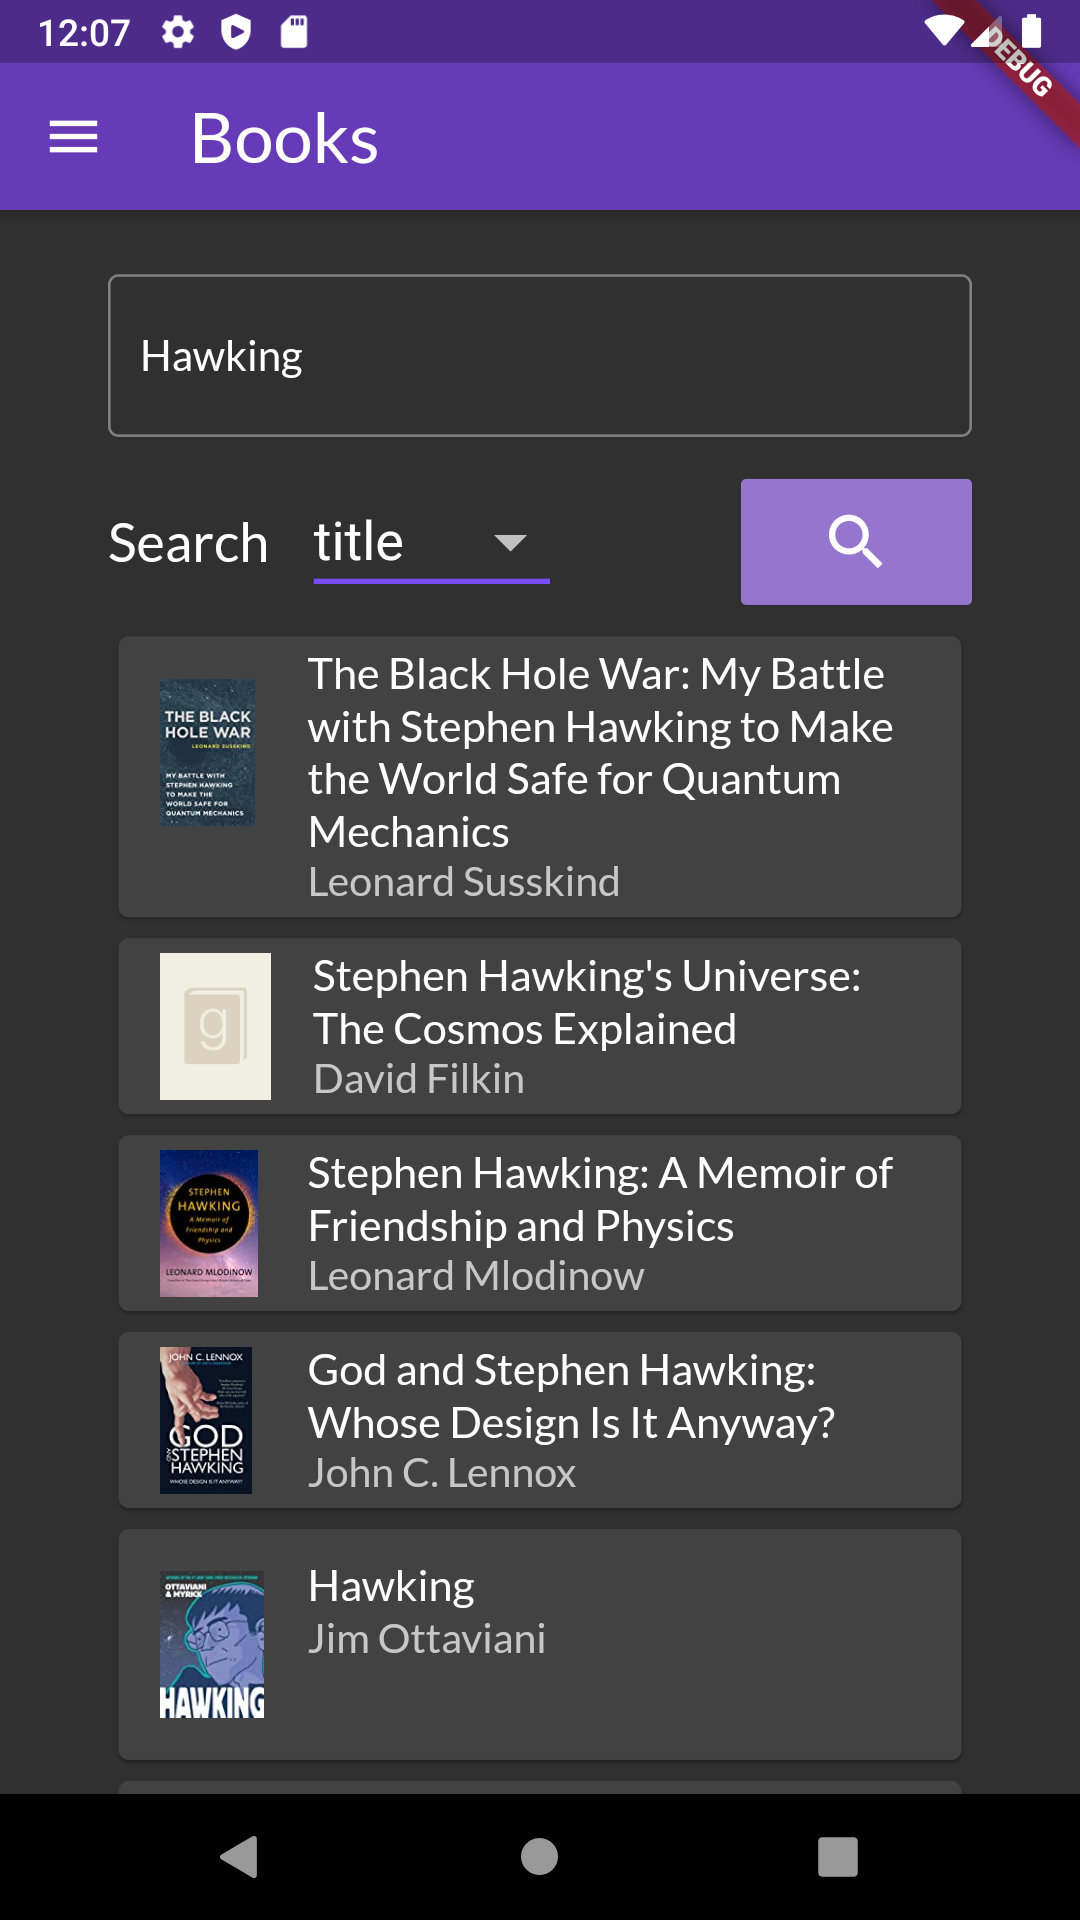 12:07
DEBUG
Books
Hawking
Search
title
THE BLACK
HOLE WAR
LEONARD SUSSKIND
MY BATTLE WITH
STEPHEN HAWKING
TO MAKE THE
WORLD SAFE FOR
QUANTUM MECHANICS
The Black Hole War: My Battle
with Stephen Hawking to Make
the World Safe for Quantum
Mechanics
Leonard Susskind
g
Stephen Hawking's Universe:
The Cosmos Explained
David Filkin
STEPHEN
HAWKING
A Memoir of
Friendship and
Physics
LEONARD MLODINOW
Stephen Hawking: A Memoir of
Friendship and Physics
Leonard Mlodinow
JOHN C. LENNOX
GOD
AND
STEPHEN
HAWKING
WHOSE DESIGN IS IT ANYWAY?
God and Stephen Hawking:
Whose Design Is It Anyway?
John C. Lennox
OTTAVIANI
& MYRICK
HAWKING
Hawking
Jim Ottaviani